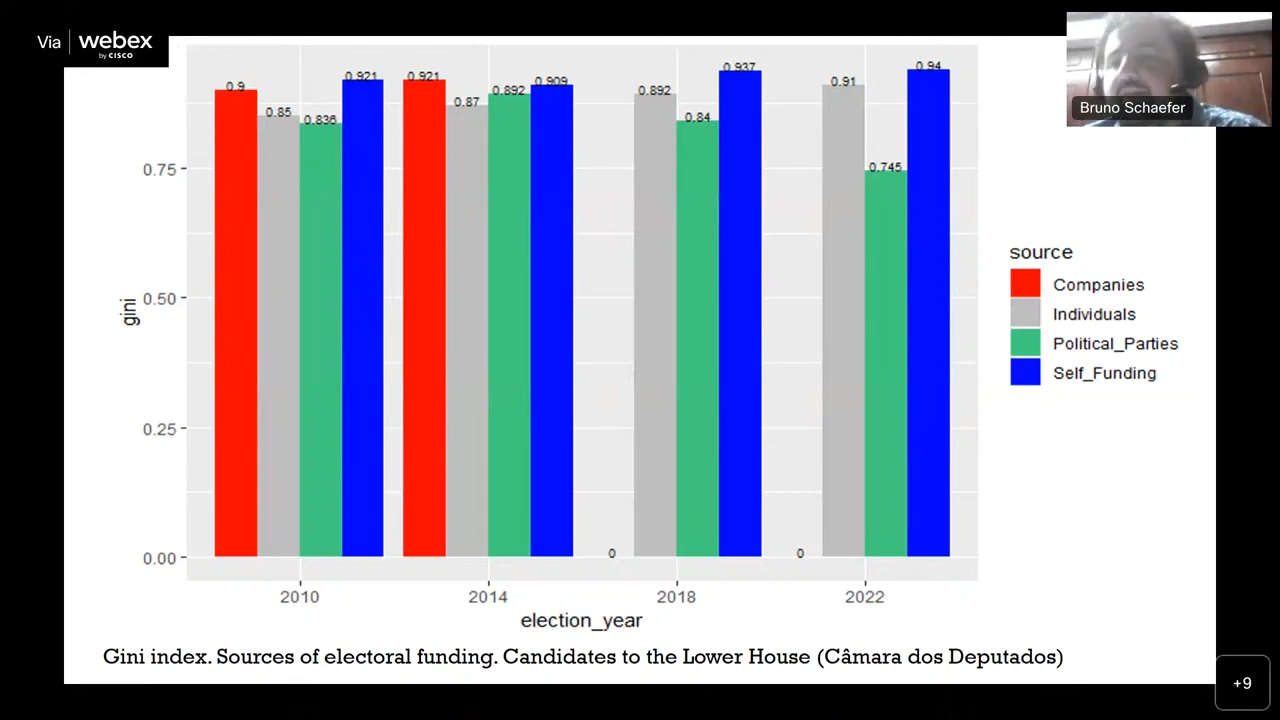 Via webex
by CISCO
Bruno Schaefer
0.9
0.85
0.836
0.921
0.921
0.87
0.892
0.909
0
0.892
0.84
0.937
0
0.91
0.745
0.94
0.75
0.50
0.25
0.00
gini
2010 2014 2018 2022
election_year
source
Companies
Individuals
Political_Parties
Self_Funding
Gini index. Sources of electoral funding. Candidates to the Lower House (Câmara dos Deputados)
+9